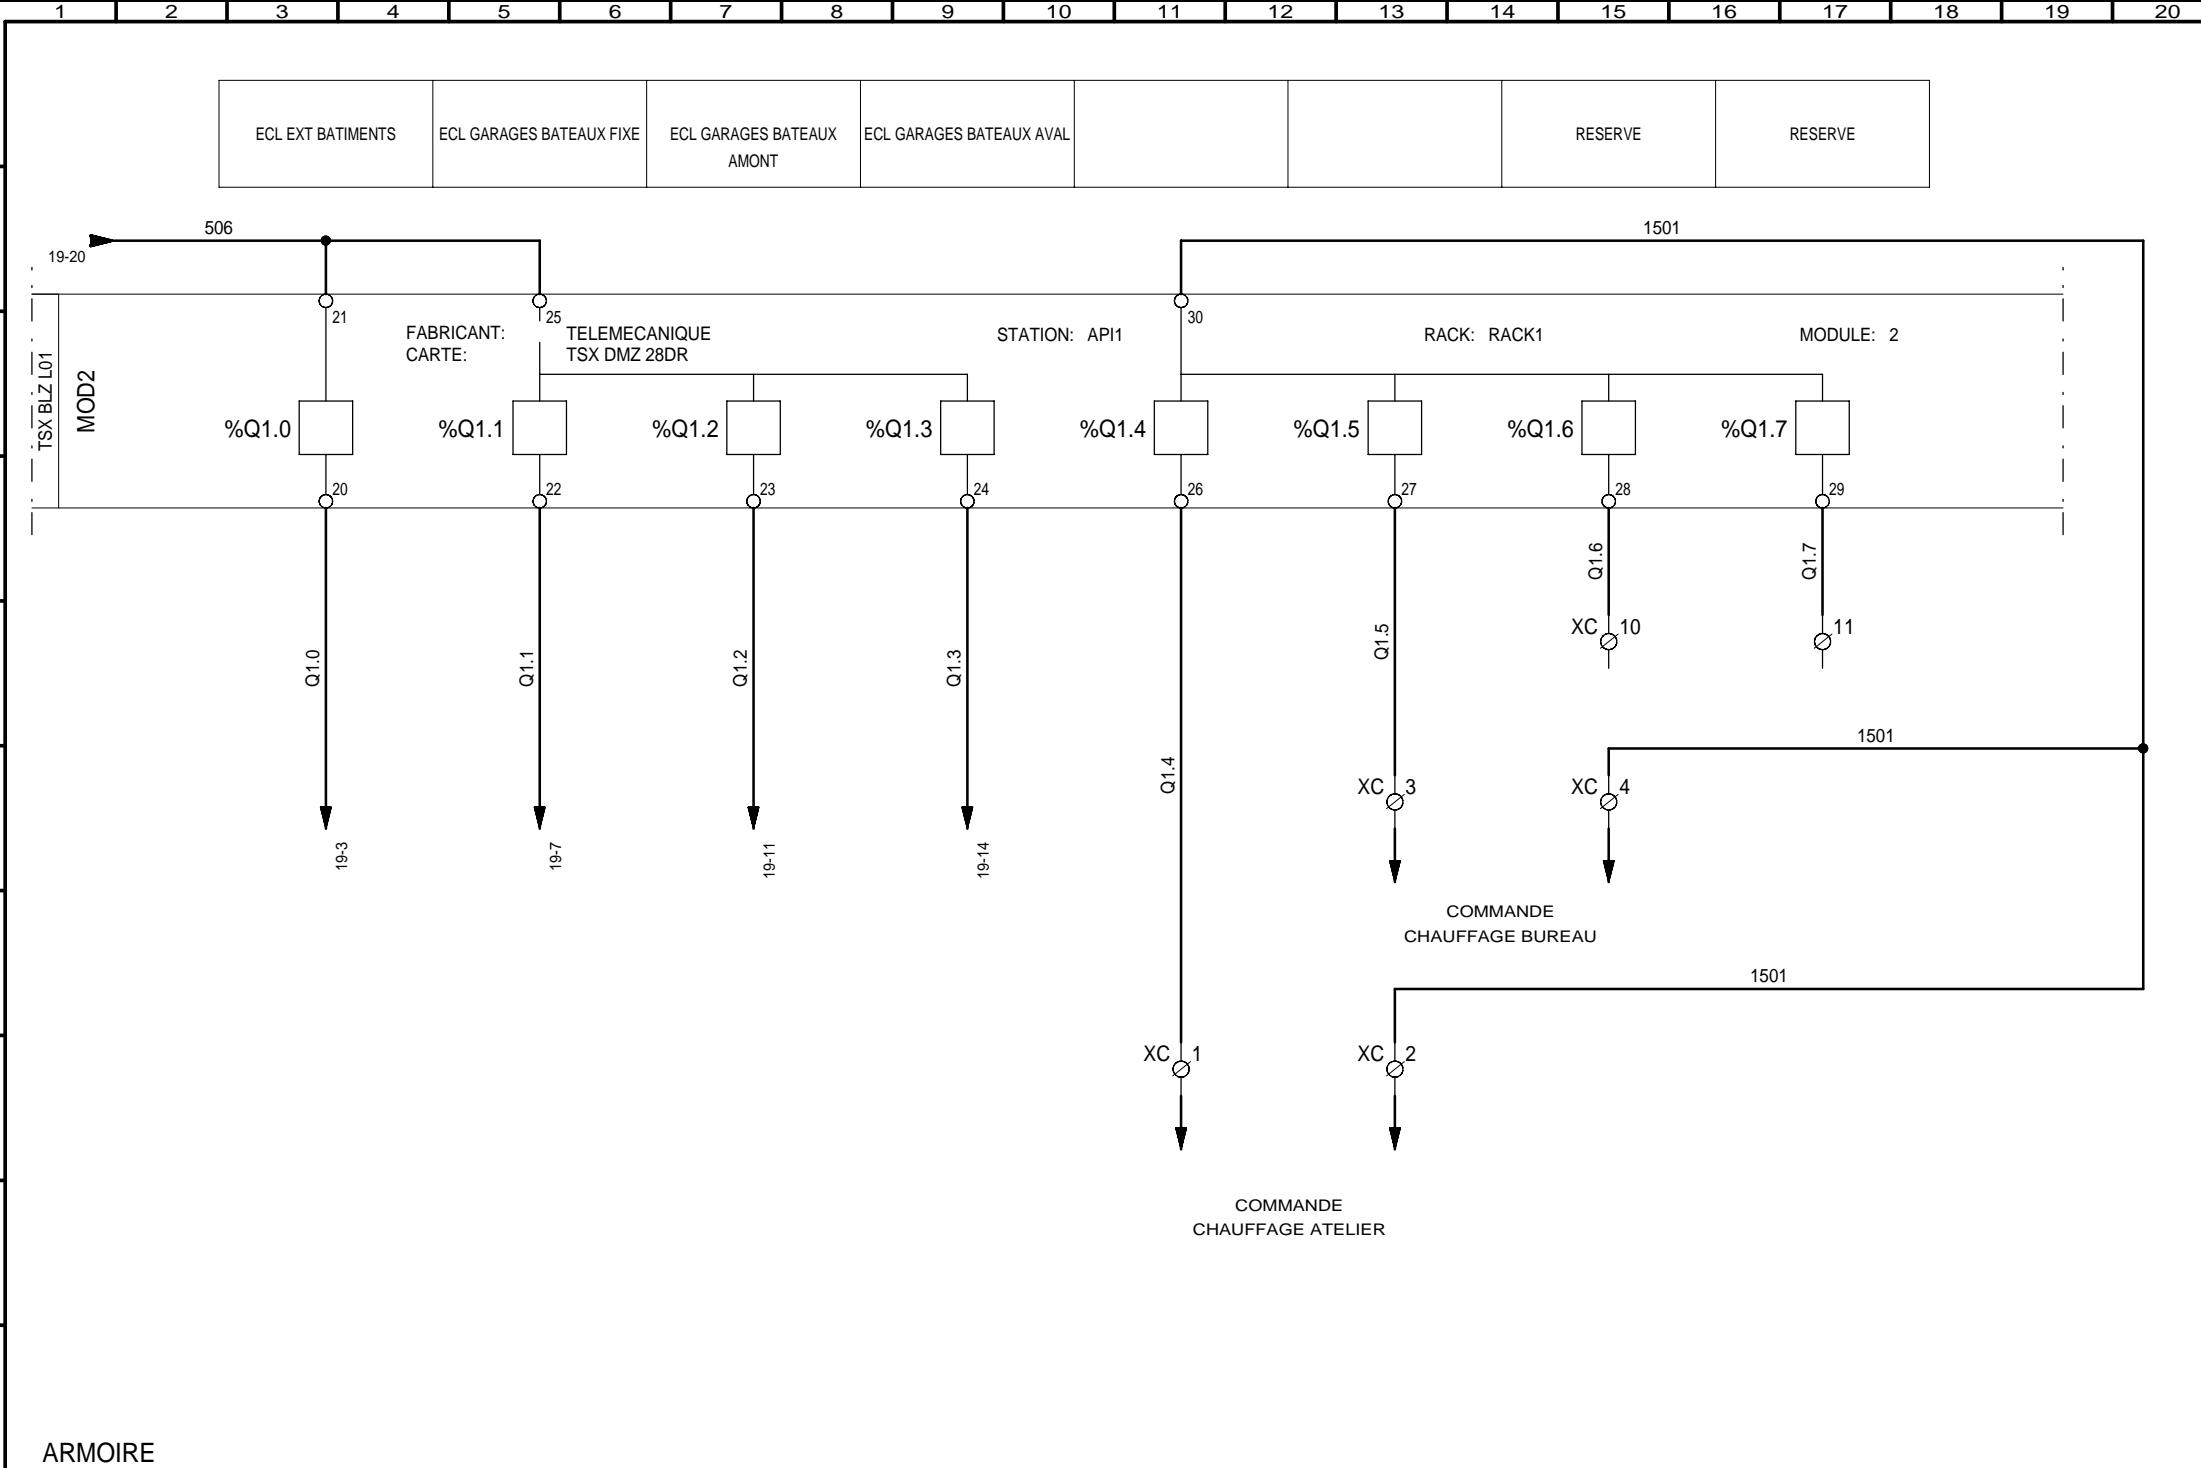 1 2 3 4 5 6 7 8 9 10 11 12 13 14 15 16 17 18 19 20
ECL EXT BATIMENTS
ECL GARAGES BATEAUX FIXE
ECL GARAGES BATEAUX
AMONT
ECL GARAGES BATEAUX AVAL
RESERVE
RESERVE
506
1501
19-20
21
25
30
FABRICANT: TELEMECANIQUE
CARTE: TSX DMZ 28DR
STATION: API1
RACK: RACK1
MODULE: 2
TSX BLZ L01
MOD2
%Q1.0
%Q1.1
%Q1.2
%Q1.3
%Q1.4
%Q1.5
%Q1.6
%Q1.7
20
22
23
24
26
27
28
29
Q1.0
Q1.1
Q1.2
Q1.3
Q1.4
Q1.5
Q1.6
Q1.7
XC 10
11
1501
XC 3
XC 4
19-3
19-7
19-11
19-14
COMMANDE
CHAUFFAGE BUREAU
1501
XC 1
XC 2
COMMANDE
CHAUFFAGE ATELIER
ARMOIRE